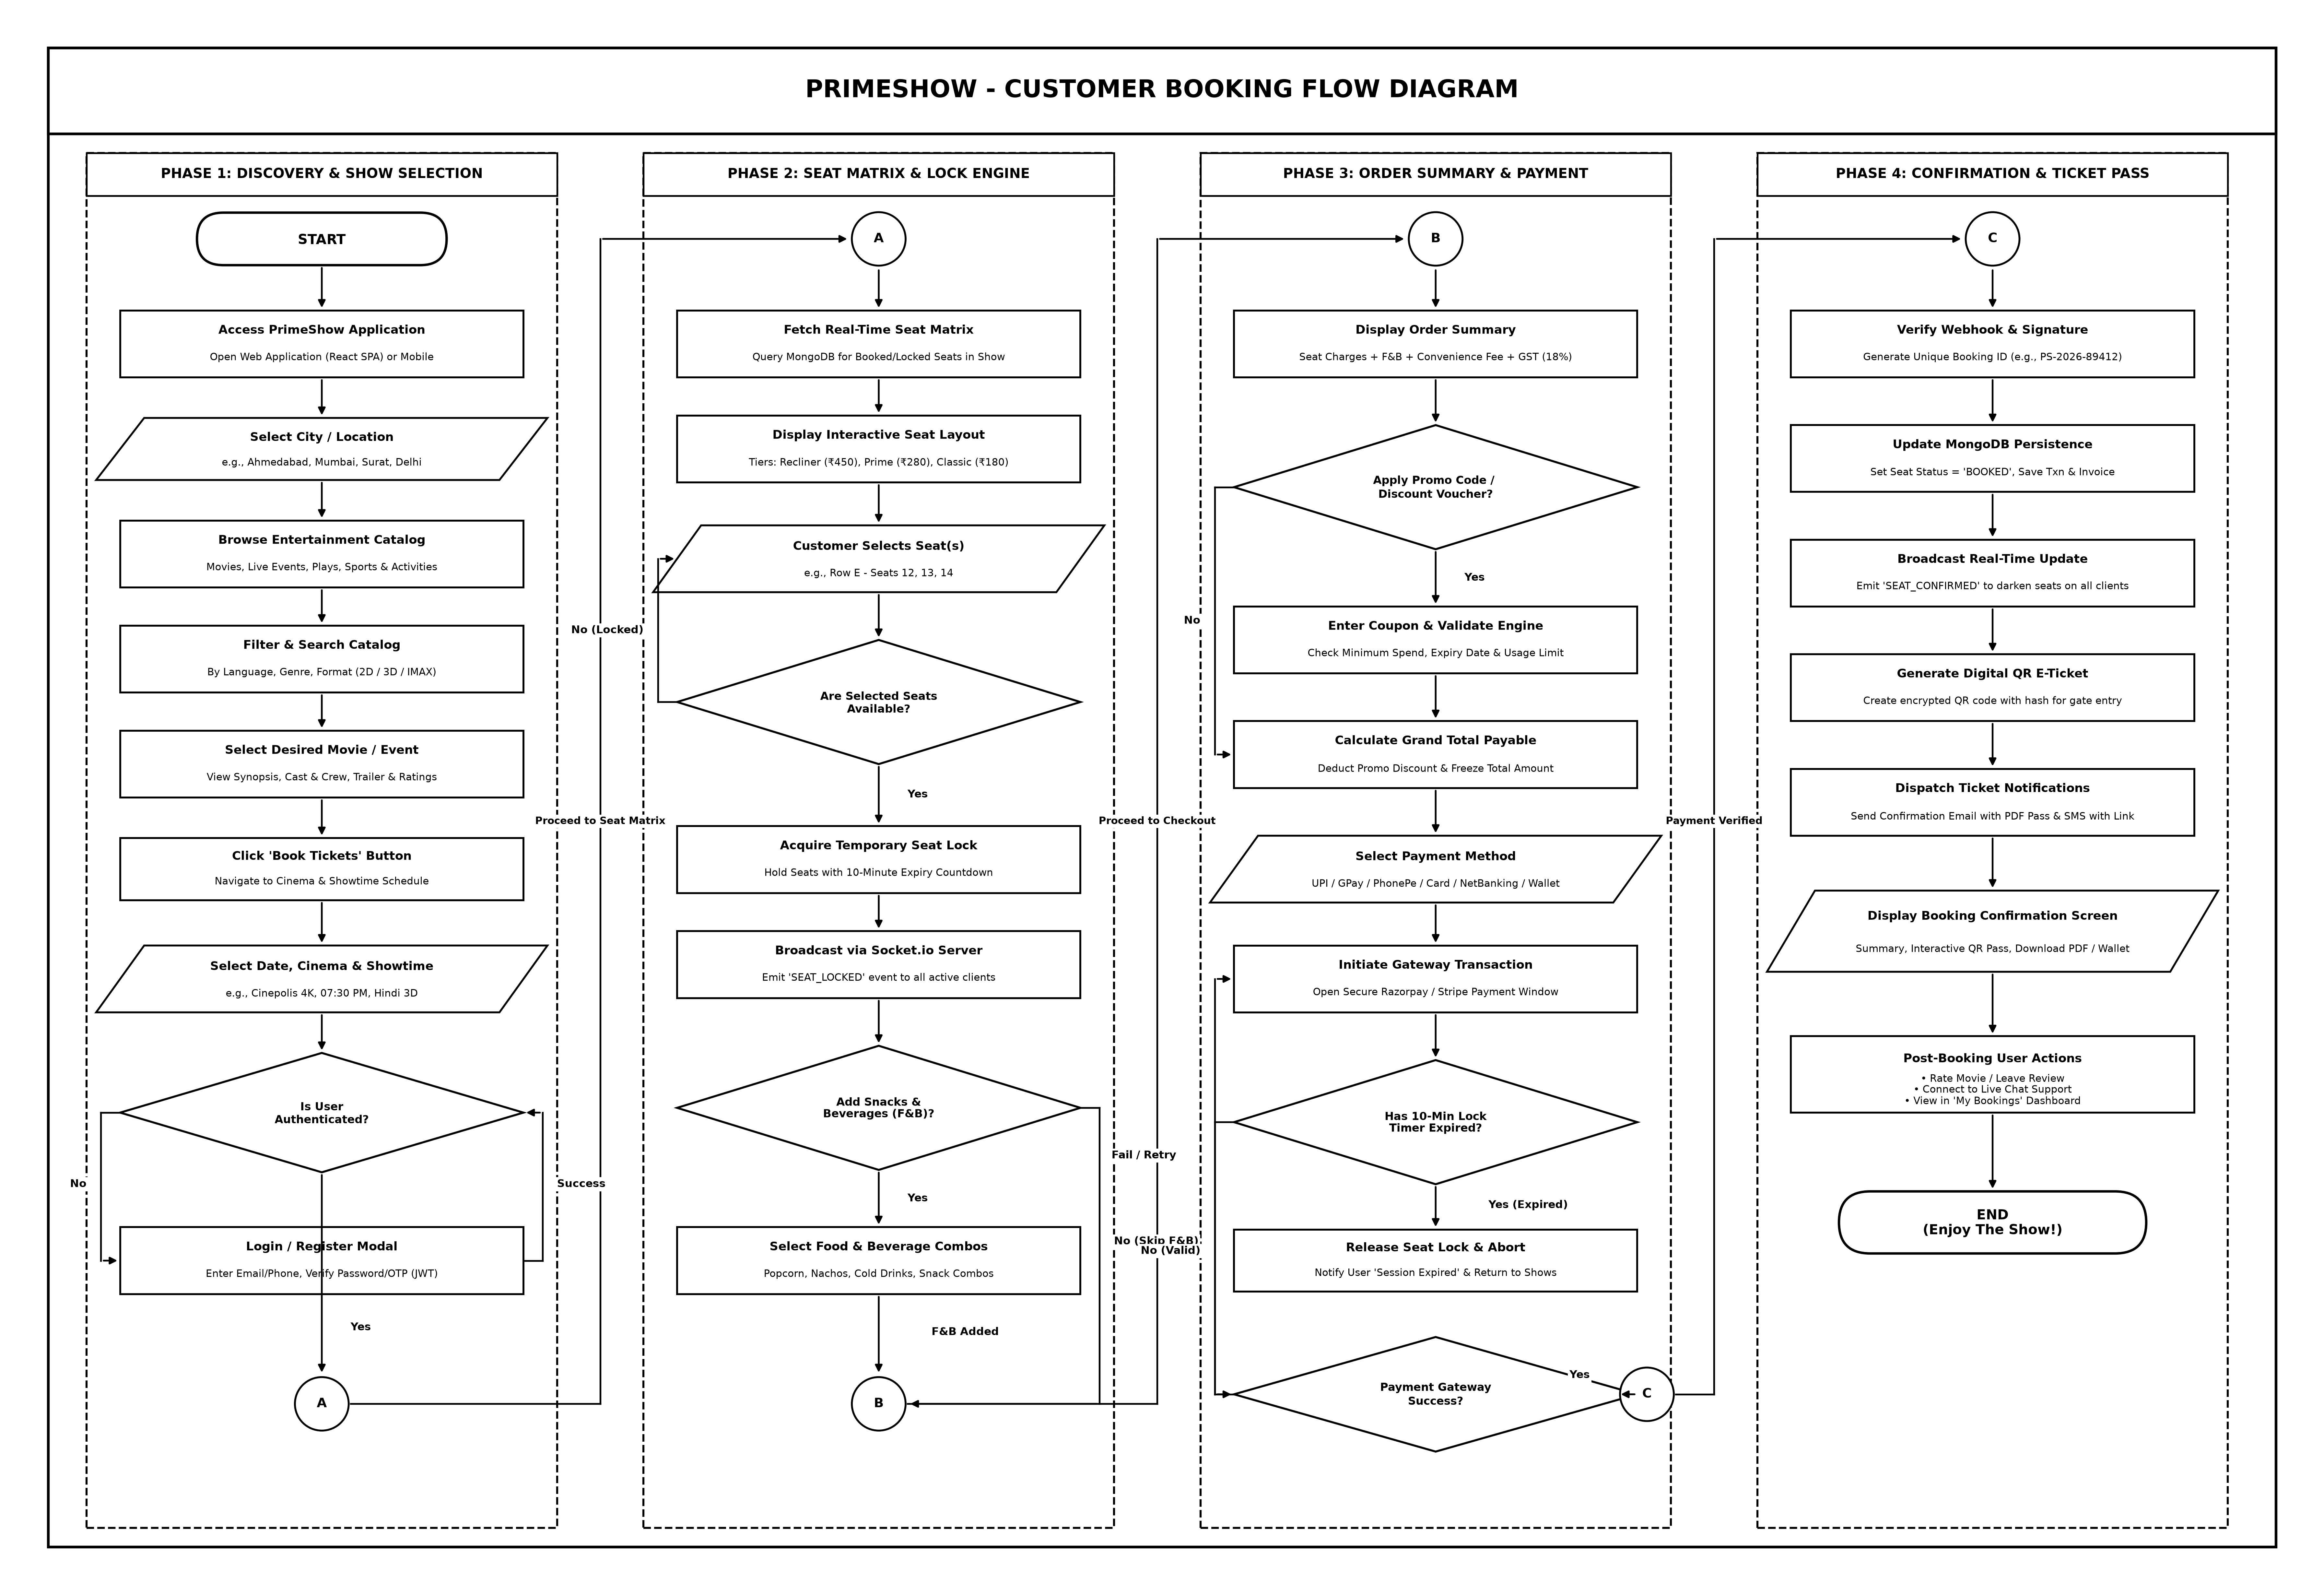 PRIMESHOW - CUSTOMER BOOKING FLOW DIAGRAM
PHASE 1: DISCOVERY & SHOW SELECTION
START
Access PrimeShow Application
Open Web Application (React SPA) or Mobile
Select City / Location
e.g., Ahmedabad, Mumbai, Surat, Delhi
Browse Entertainment Catalog
Movies, Live Events, Plays, Sports & Activities
Filter & Search Catalog
By Language, Genre, Format (2D / 3D / IMAX)
Select Desired Movie / Event
View Synopsis, Cast & Crew, Trailer & Ratings
Click 'Book Tickets' Button
Navigate to Cinema & Showtime Schedule
Select Date, Cinema & Showtime
e.g., Cinepolis 4K, 07:30 PM, Hindi 3D
Is User
Authenticated?
No
Success
Login / Register Modal
Enter Email/Phone, Verify Password/OTP (JWT)
Yes
A
Proceed to Seat Matrix
PHASE 2: SEAT MATRIX & LOCK ENGINE
A
Fetch Real-Time Seat Matrix
Query MongoDB for Booked/Locked Seats in Show
Display Interactive Seat Layout
Tiers: Recliner (₹450), Prime (₹280), Classic (₹180)
Customer Selects Seat(s)
e.g., Row E - Seats 12, 13, 14
No (Locked)
Are Selected Seats
Available?
Yes
Acquire Temporary Seat Lock
Hold Seats with 10-Minute Expiry Countdown
Broadcast via Socket.io Server
Emit 'SEAT_LOCKED' event to all active clients
Add Snacks &
Beverages (F&B)?
Yes
No (Skip F&B)
Select Food & Beverage Combos
Popcorn, Nachos, Cold Drinks, Snack Combos
F&B Added
B
Proceed to Checkout
PHASE 3: ORDER SUMMARY & PAYMENT
B
Display Order Summary
Seat Charges + F&B + Convenience Fee + GST (18%)
Apply Promo Code /
Discount Voucher?
Yes
No
Enter Coupon & Validate Engine
Check Minimum Spend, Expiry Date & Usage Limit
Calculate Grand Total Payable
Deduct Promo Discount & Freeze Total Amount
Select Payment Method
UPI / GPay / PhonePe / Card / NetBanking / Wallet
Initiate Gateway Transaction
Open Secure Razorpay / Stripe Payment Window
Has 10-Min Lock
Timer Expired?
Fail / Retry
Yes (Expired)
No (Valid)
Release Seat Lock & Abort
Notify User 'Session Expired' & Return to Shows
Payment Gateway
Success?
Yes
C
Payment Verified
PHASE 4: CONFIRMATION & TICKET PASS
C
Verify Webhook & Signature
Generate Unique Booking ID (e.g., PS-2026-89412)
Update MongoDB Persistence
Set Seat Status = 'BOOKED', Save Txn & Invoice
Broadcast Real-Time Update
Emit 'SEAT_CONFIRMED' to darken seats on all clients
Generate Digital QR E-Ticket
Create encrypted QR code with hash for gate entry
Dispatch Ticket Notifications
Send Confirmation Email with PDF Pass & SMS with Link
Display Booking Confirmation Screen
Summary, Interactive QR Pass, Download PDF / Wallet
Post-Booking User Actions
• Rate Movie / Leave Review
• Connect to Live Chat Support
• View in 'My Bookings' Dashboard
END
(Enjoy The Show!)